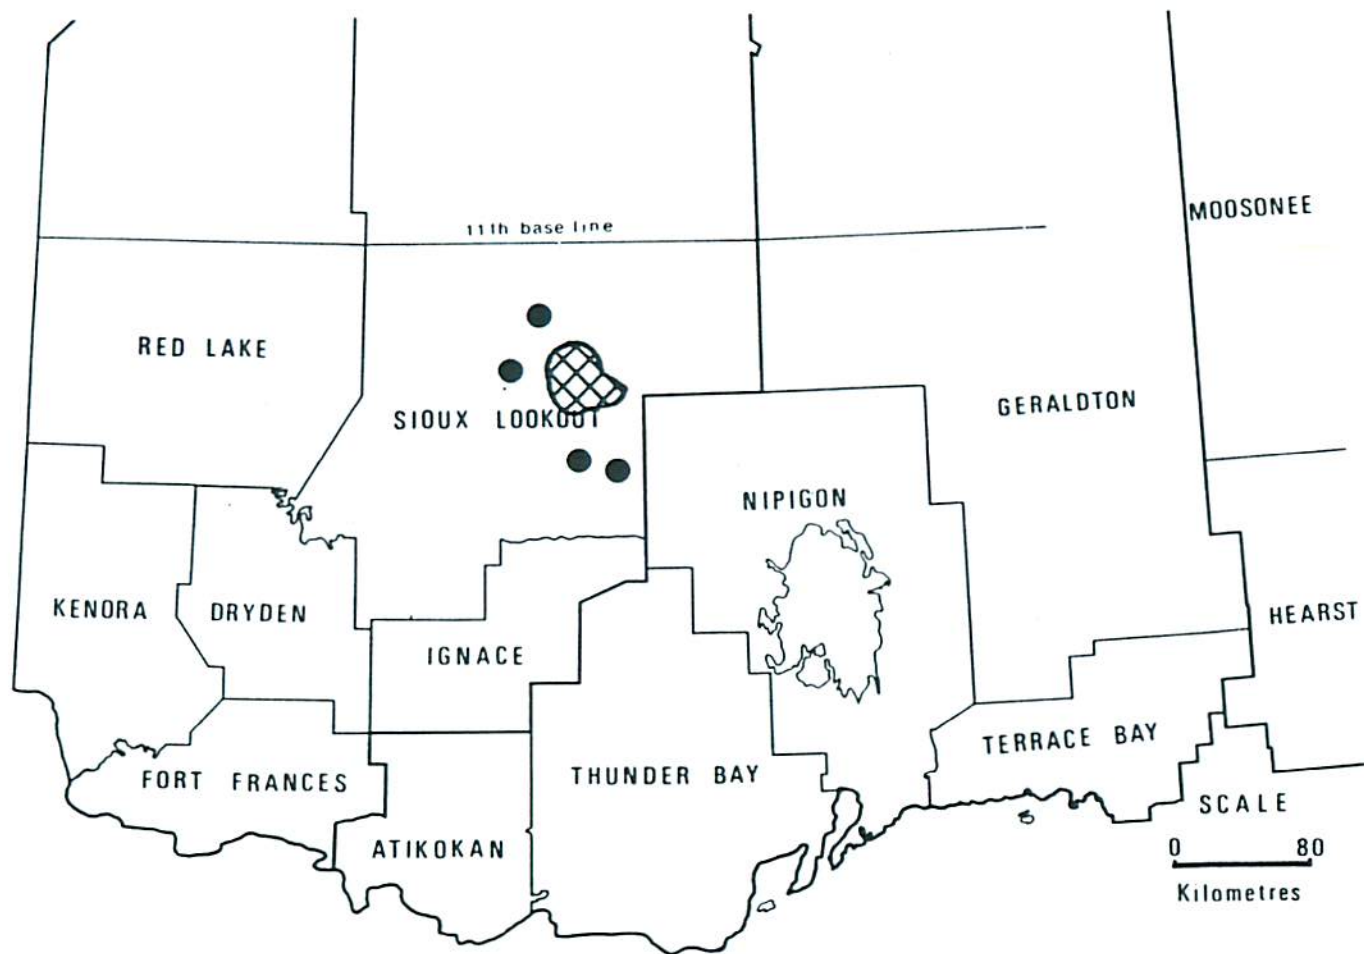 11th base line
MOOSONEE
RED LAKE
SIOUX LOOKOUT
GERALDTON
NIPIGON
KENORA
DRYDEN
IGNACE
HEARST
TERRACE BAY
FORT FRANCES
THUNDER BAY
ATIKOKAN
SCALE
0 80
Kilometres